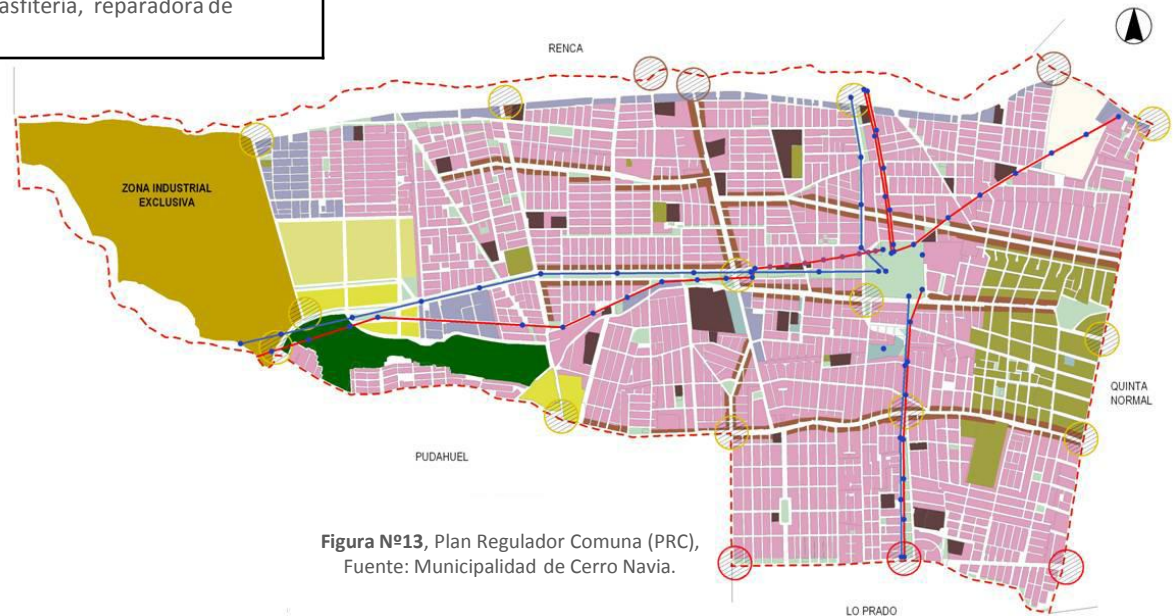 asfitería, reparadora de
RENCA
ZONA INDUSTRIAL
EXCLUSIVA
QUINTA
NORMAL
PUDAHUEL
Figura Nº13, Plan Regulador Comuna (PRC),
Fuente: Municipalidad de Cerro Navia.
LO PRADO